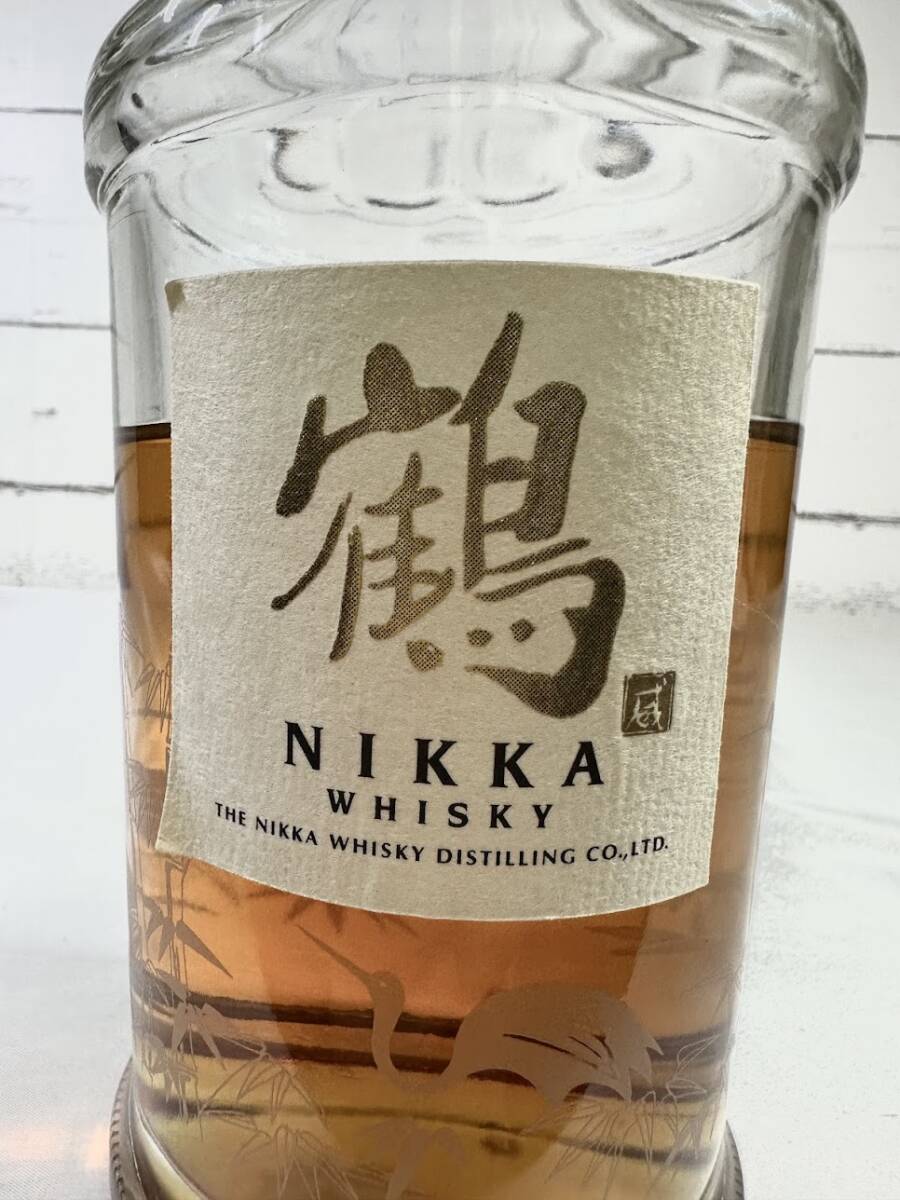 鶴
NIKKA
WHISKY
THE NIKKA WHISKY DISTILLING CO.,LTD.